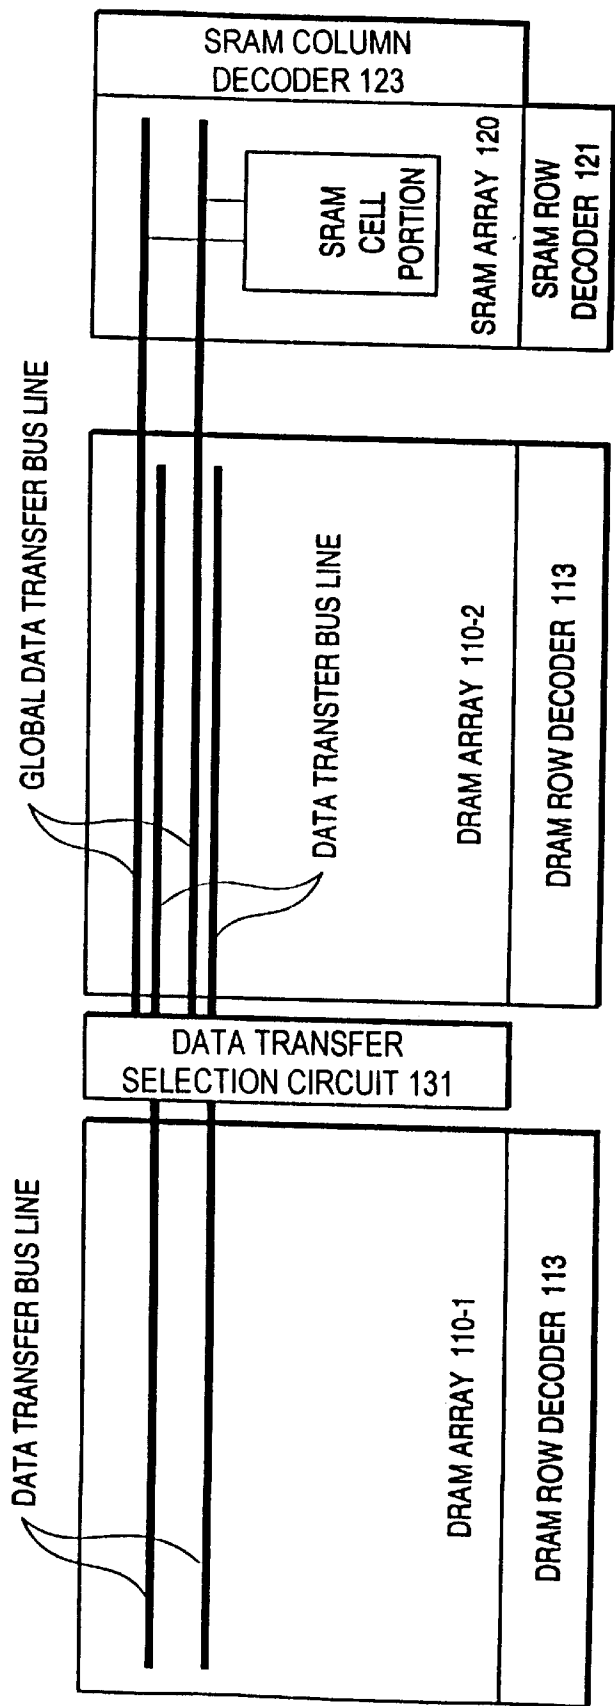 SRAM COLUMN
DECODER 123
SRAM
CELL
PORTION
SRAM ARRAY 120
SRAM ROW
DECODER 121
GLOBAL DATA TRANSFER BUS LINE
DATA TRANSTER BUS LINE
DRAM ARRAY 110-2
DRAM ROW DECODER 113
DATA TRANSFER
SELECTION CIRCUIT 131
DATA TRANSFER BUS LINE
DRAM ARRAY 110-1
DRAM ROW DECODER 113